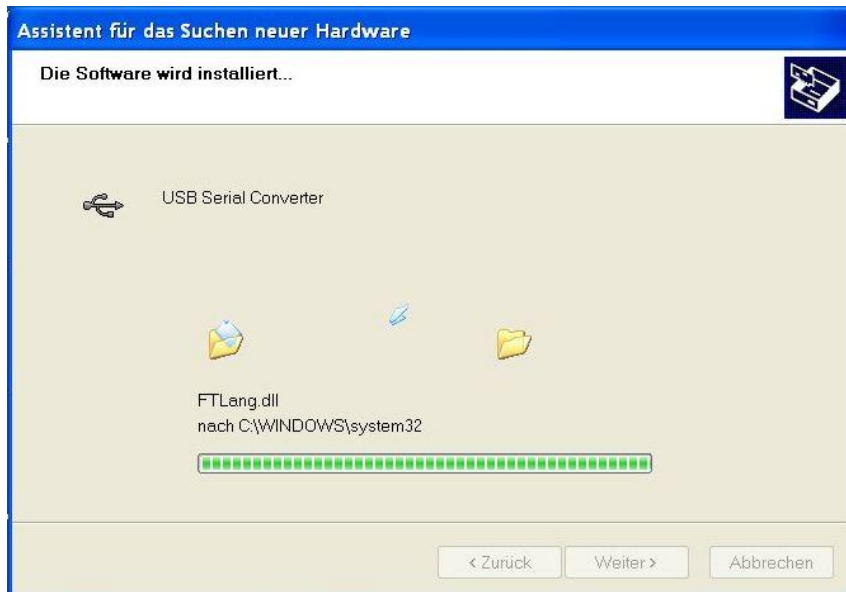 Assistent für das Suchen neuer Hardware
Die Software wird installiert...
USB Serial Converter
FTLang.dll
nach C:\WINDOWS\system32
< Zurück
Weiter >
Abbrechen